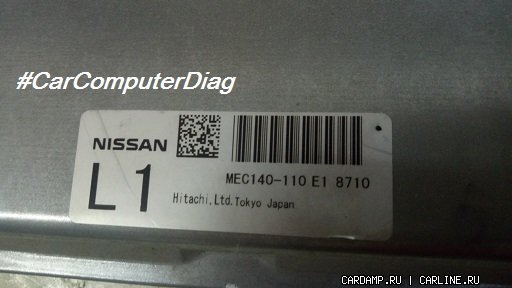 #CarComputerDiag
NISSAN
L1
MEC140-110 E1 8710
Hitachi,Ltd.Tokyo Japan
CARDAMP.RU | CARLINE.RU